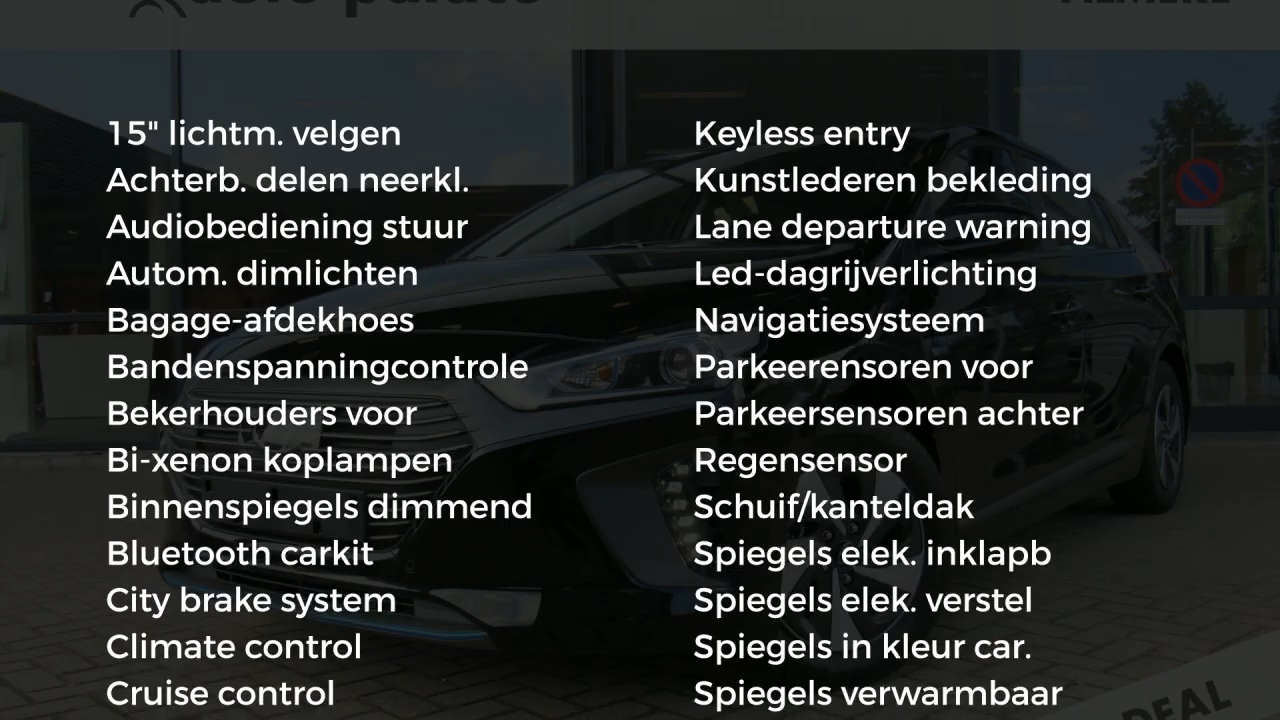 15" lichtm. velgen
Achterb. delen neerkl.
Audiobediening stuur
Autom. dimlichten
Bagage-afdekhoes
Bandenspanningcontrole
Bekerhouders voor
Bi-xenon koplampen
Binnenspiegels dimmend
Bluetooth carkit
City brake system
Climate control
Cruise control
Keyless entry
Kunstlederen bekleding
Lane departure warning
Led-dagrijverlichting
Navigatiesysteem
Parkeerensoren voor
Parkeersensoren achter
Regensensor
Schuif/kanteldak
Spiegels elek. inklapb
Spiegels elek. verstel
Spiegels in kleur car.
Spiegels verwarmbaar